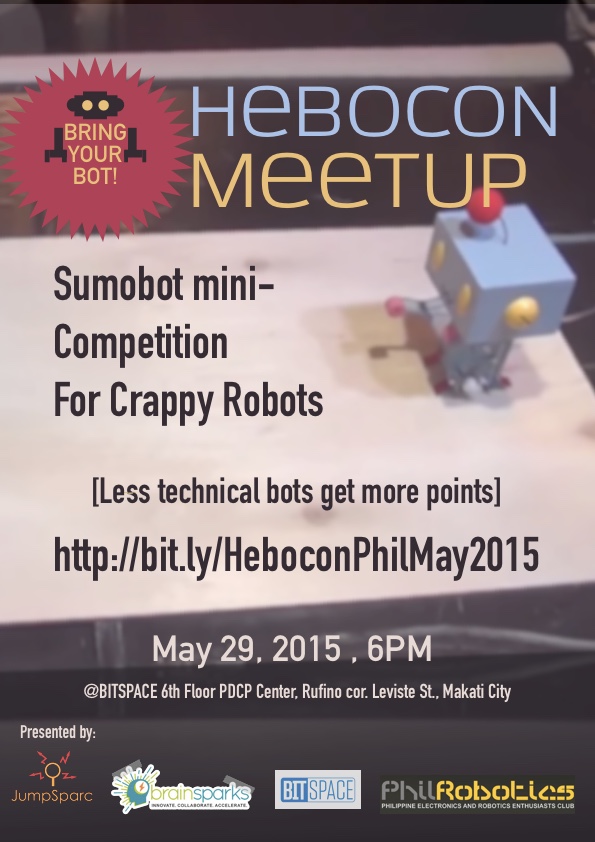 BRING
YOUR
BOT!
HeBOCON
MeeTUP
Sumobot mini-
Competition
For Crappy Robots
[Less technical bots get more points]
http://bit.ly/HeboconPhilMay2015
May 29, 2015 , 6PM
@BITSPACE 6th Floor PDCP Center, Rufino cor. Leviste St., Makati City
Presented by:
JumpSparc
brainsparks
INNOVATE. COLLABORATE. ACCELERATE.
BITSPACE
PhilRobotics
PHILIPPINE ELECTRONICS AND ROBOTICS ENTHUSIASTS CLUB